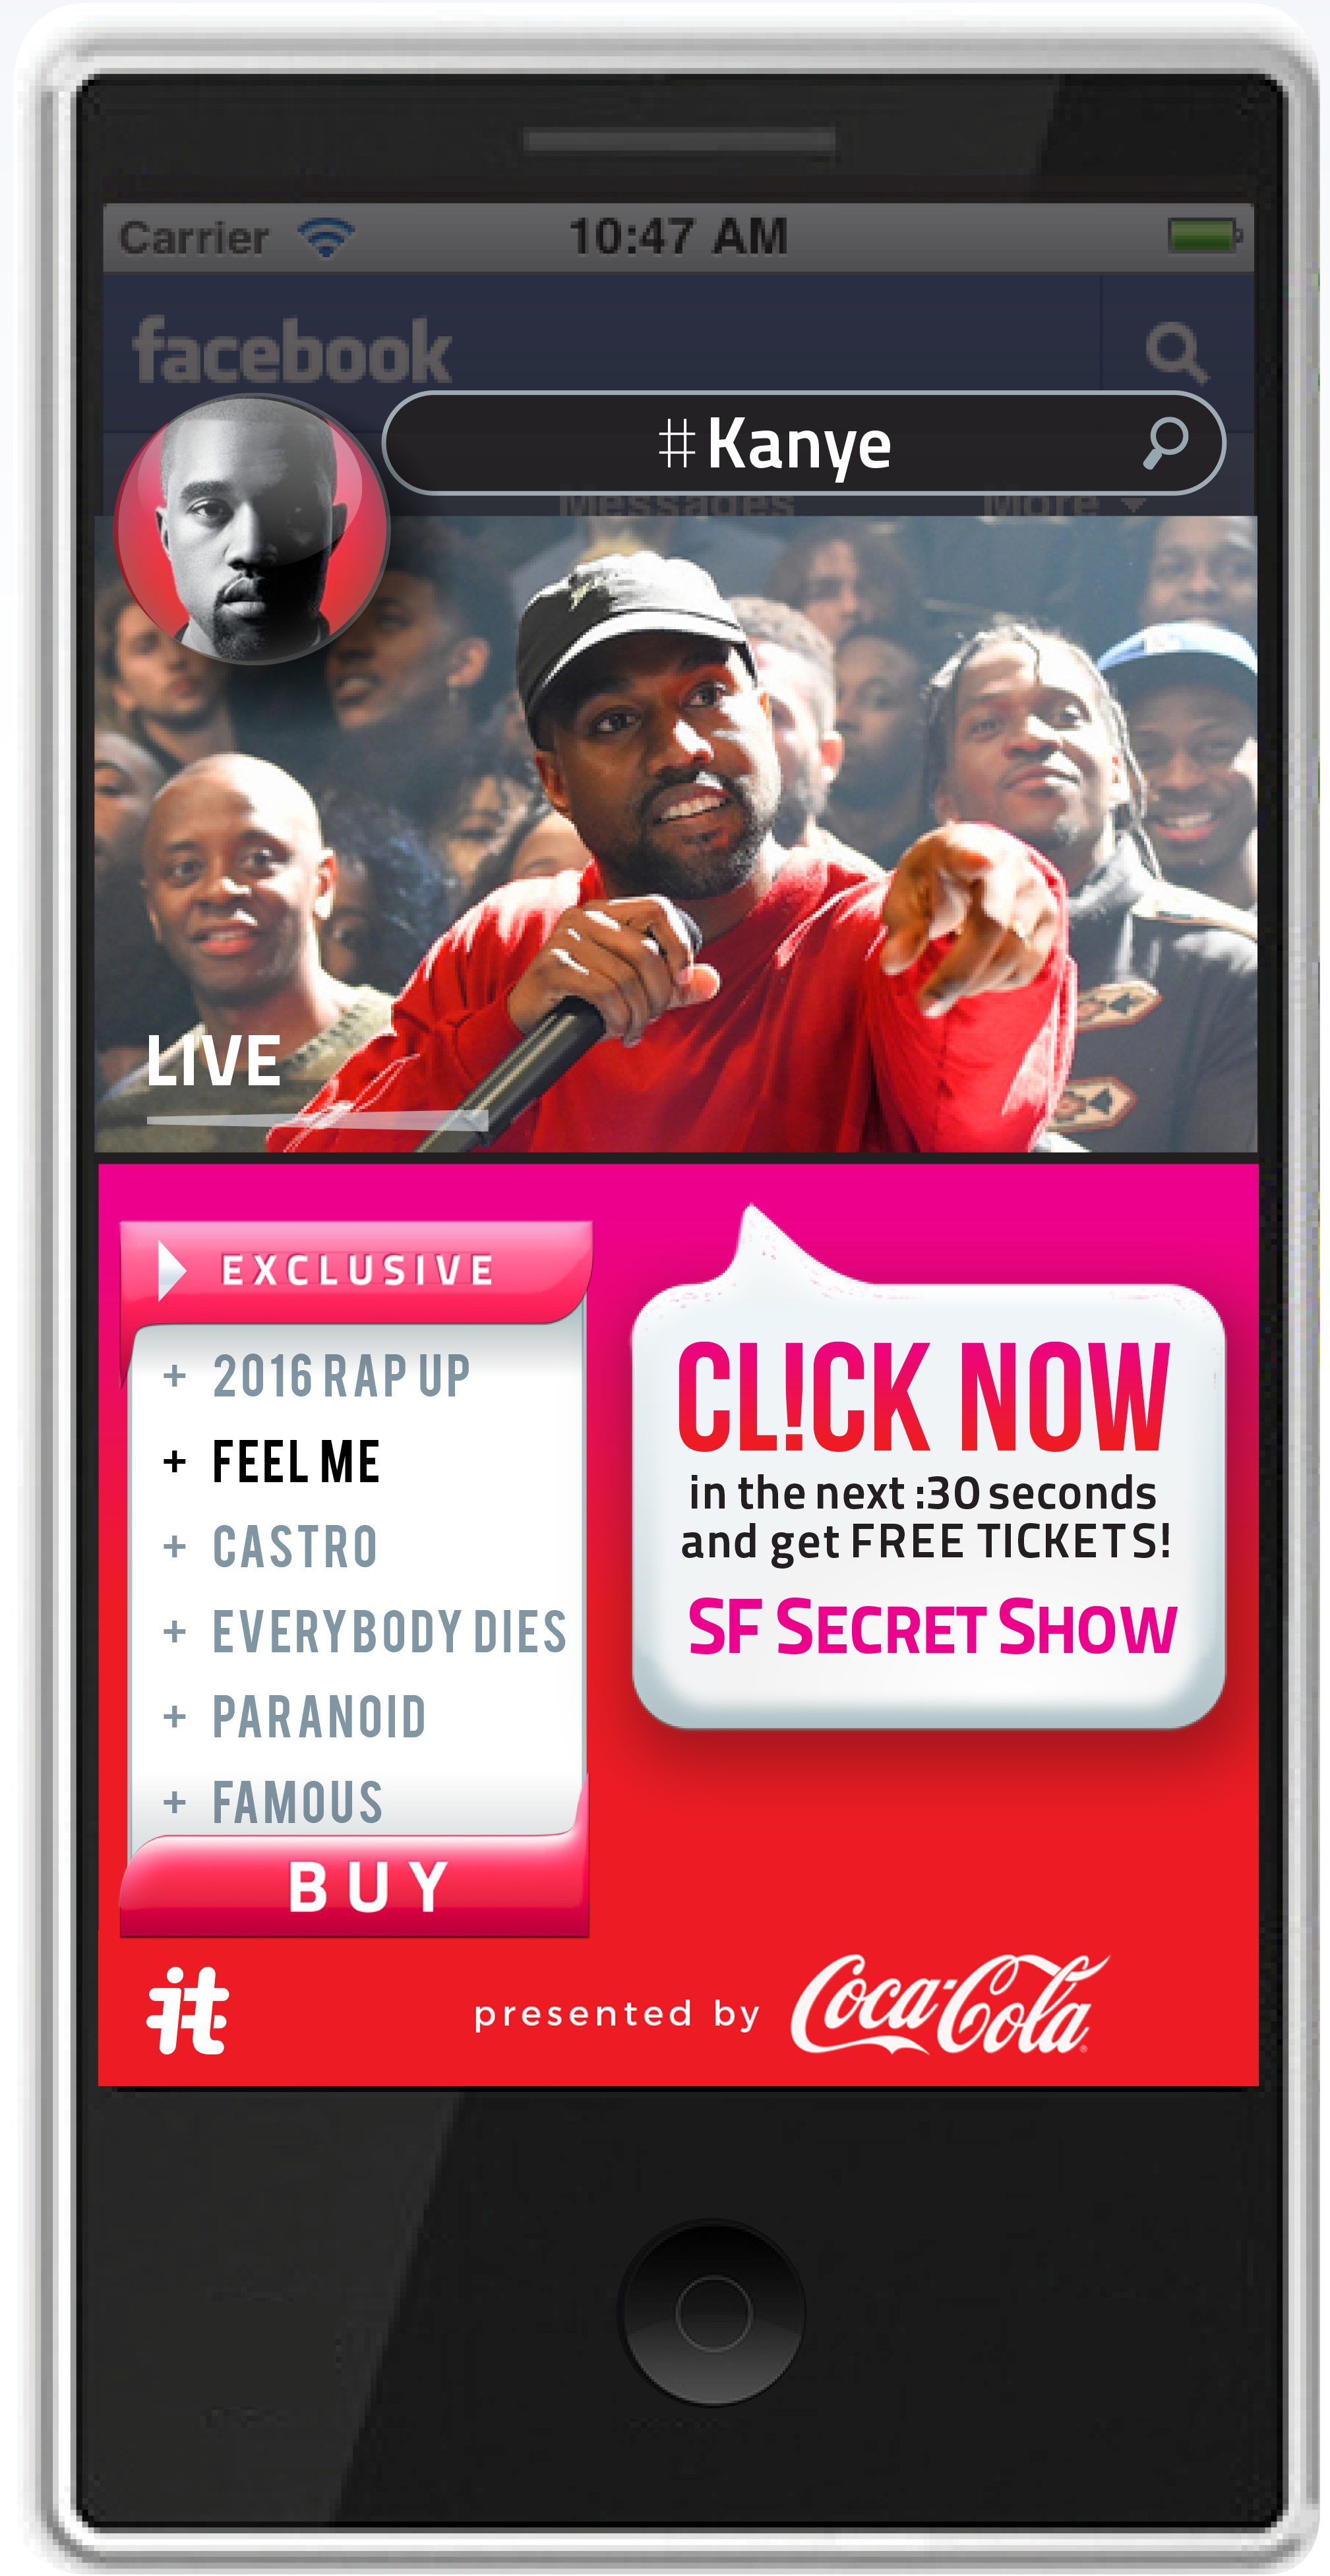 Carrier 10:47 AM
facebook
#Kanye
Messages More
LIVE
EXCLUSIVE
+ 2016 RAP UP
+ FEEL ME
+ CASTRO
+ EVERYBODY DIES
+ PARANOID
+ FAMOUS
BUY
CL!CK NOW
in the next :30 seconds
and get FREE TICKETS!
SF SECRET SHOW
it
presented by Coca-Cola